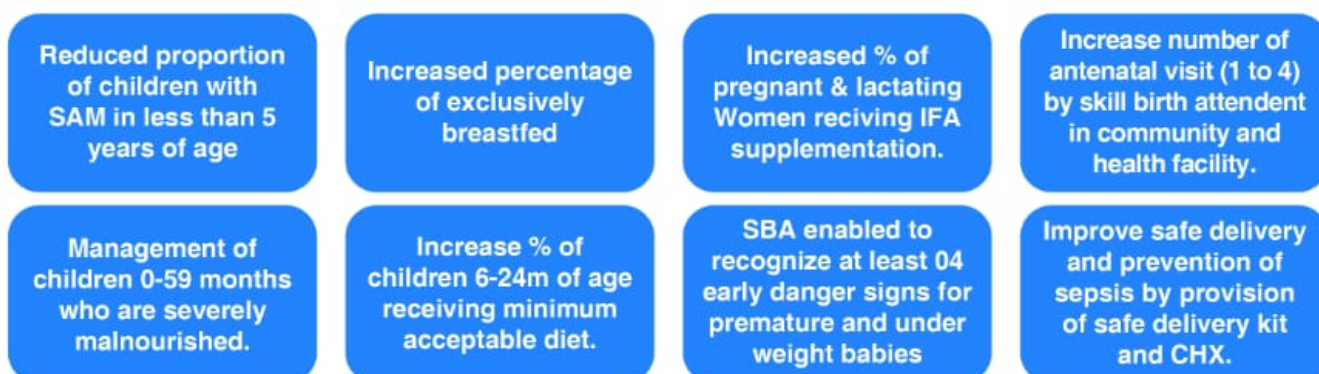 Reduced proportion
of children with
SAM in less than 5
years of age
Increased percentage
of exclusively
breastfed
Increased % of
pregnant & lactating
Women reciving IFA
supplementation.
Increase number of
antenatal visit (1 to 4)
by skill birth attendent
in community and
health facility.
Management of
children 0-59 months
who are severely
malnourished.
Increase % of
children 6-24m of age
receiving minimum
acceptable diet.
SBA enabled to
recognize at least 04
early danger signs for
premature and under
weight babies
Improve safe delivery
and prevention of
sepsis by provision
of safe delivery kit
and CHX.